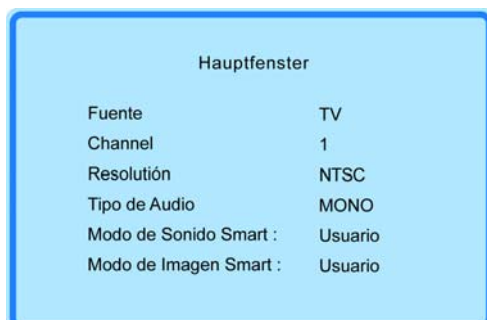 Hauptfenster
Fuente TV
Channel 1
Resolutión NTSC
Tipo de Audio MONO
Modo de Sonido Smart : Usuario
Modo de Imagen Smart : Usuario